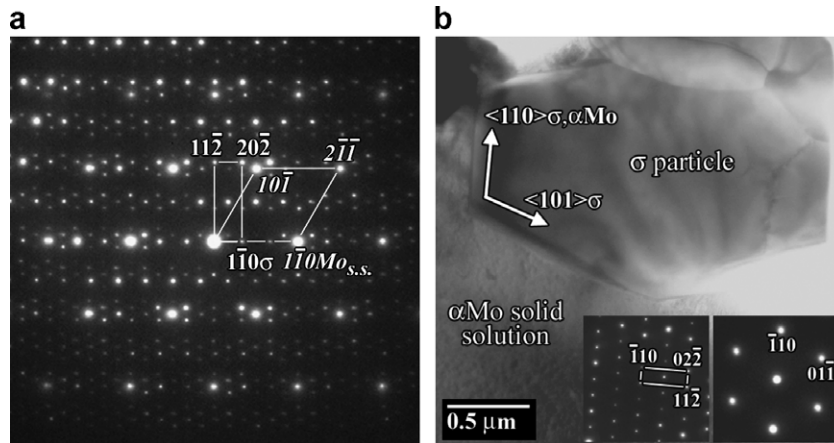 a
112̄ 202̄
21̄1̄
101̄
11̄0σ 11̄0Mo s.s.
b
<110>σ,αMo
σ particle
<101>σ
αMo solid
solution
1̄10 022̄
112̄
1̄10
011̄
0.5 μm